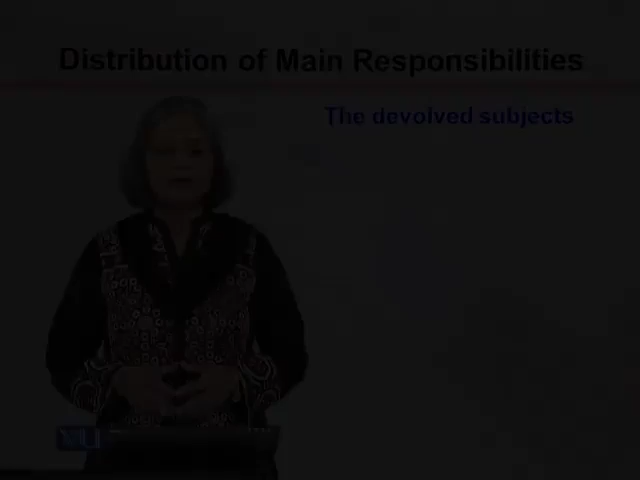 Distribution of Main Responsibilities
The devolved subjects